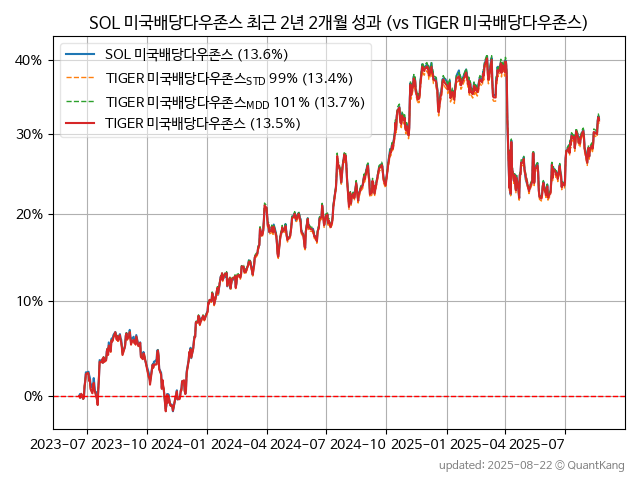 SOL 미국배당다우존스 최근 2년 2개월 성과 (vs TIGER 미국배당다우존스)
SOL 미국배당다우존스 (13.6%)
TIGER 미국배당다우존스STD 99% (13.4%)
TIGER 미국배당다우존스MDD 101% (13.7%)
TIGER 미국배당다우존스 (13.5%)
40%
30%
20%
10%
0%
2023-07 2023-10 2024-01 2024-04 2024-07 2024-10 2025-01 2025-04 2025-07
updated: 2025-08-22 © QuantKang